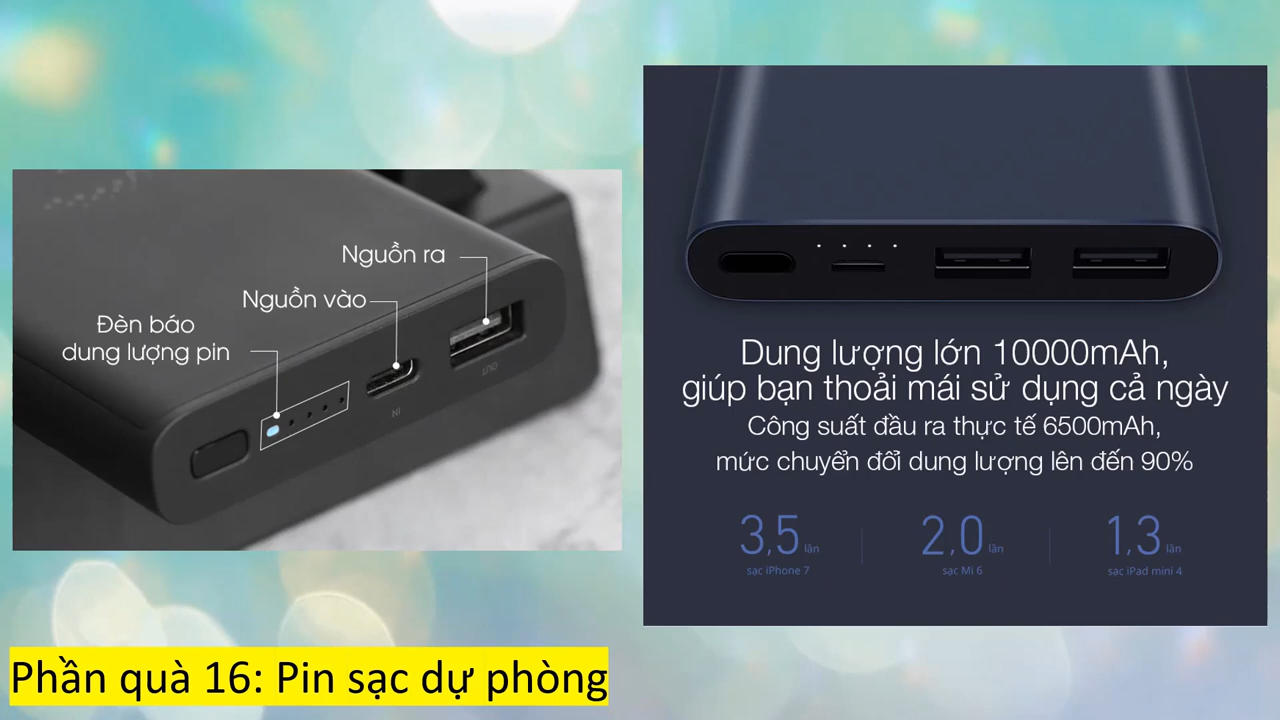 Nguồn ra
Nguồn vào
Đèn báo
dung lượng pin
OUT
IN
Dung lượng lớn 10000mAh,
giúp bạn thoải mái sử dụng cả ngày
Công suất đầu ra thực tế 6500mAh,
mức chuyển đổi dung lượng lên đến 90%
3,5 lần
sạc iPhone 7
2,0 lần
sạc Mi 6
1,3 lần
sạc iPad mini 4
Phần quà 16: Pin sạc dự phòng